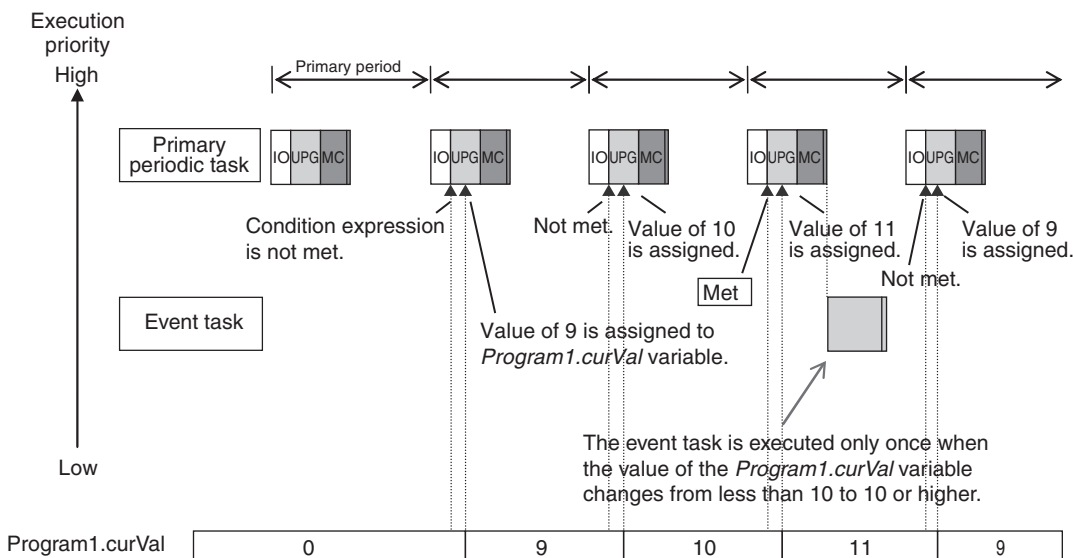 Execution
priority
High
Primary period
Primary
periodic task
IO UPG MC
IO UPG MC
IO UPG MC
IO UPG MC
IO UPG MC
Condition expression
is not met.
Not met.
Value of 10
is assigned.
Value of 11
is assigned.
Value of 9
is assigned.
Not met.
Met
Event task
Value of 9 is assigned to
Program1.curVal variable.
The event task is executed only once when
the value of the Program1.curVal variable
changes from less than 10 to 10 or higher.
Low
Program1.curVal 0 9 10 11 9